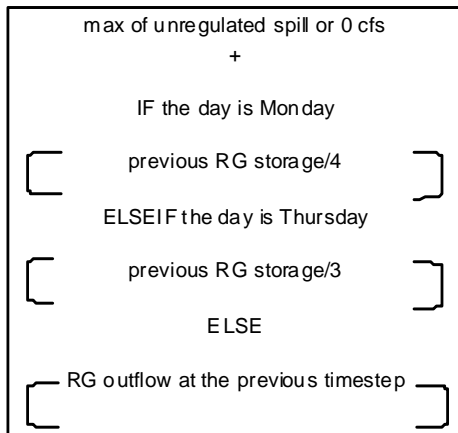 max of unregulated spill or 0 cfs
+
IF the day is Monday
previous RG storage/4
ELSEIF the day is Thursday
previous RG storage/3
ELSE
RG outflow at the previous timestep